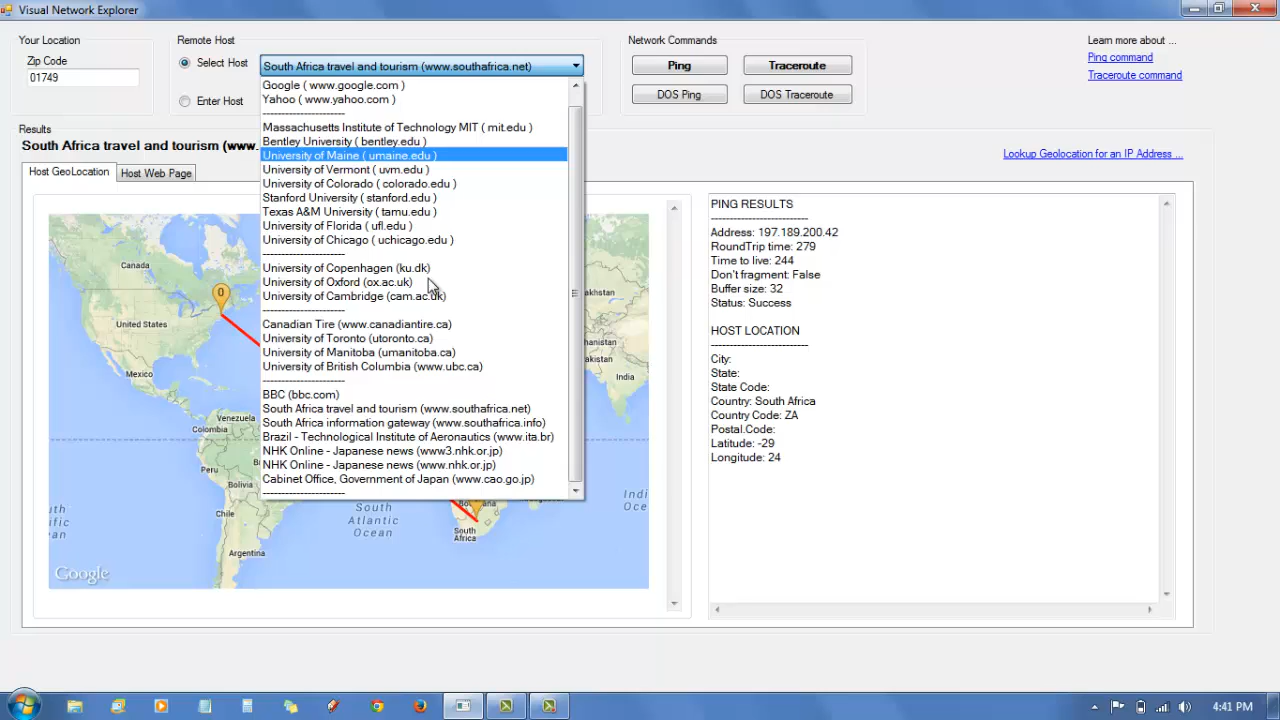 Visual Network Explorer
Your Location
Zip Code
01749
Remote Host
Select Host
South Africa travel and tourism (www.southafrica.net)
Enter Host
Google ( www.google.com )
Yahoo ( www.yahoo.com )
----------------------
Massachusetts Institute of Technology MIT ( mit.edu )
Bentley University ( bentley.edu )
University of Maine ( umaine.edu )
University of Vermont ( uvm.edu )
University of Colorado ( colorado.edu )
Stanford University ( stanford.edu )
Texas A&M University ( tamu.edu )
University of Florida ( ufl.edu )
University of Chicago ( uchicago.edu )
----------------------
University of Copenhagen (ku.dk)
University of Oxford (ox.ac.uk)
University of Cambridge (cam.ac.uk)
----------------------
Canadian Tire (www.canadiantire.ca)
University of Toronto (utoronto.ca)
University of Manitoba (umanitoba.ca)
University of British Columbia (www.ubc.ca)
----------------------
BBC (bbc.com)
South Africa travel and tourism (www.southafrica.net)
South Africa information gateway (www.southafrica.info)
Brazil - Technological Institute of Aeronautics (www.ita.br)
NHK Online - Japanese news (www3.nhk.or.jp)
NHK Online - Japanese news (www.nhk.or.jp)
Cabinet Office, Government of Japan (www.cao.go.jp)
----------------------
Network Commands
Ping
Traceroute
DOS Ping
DOS Traceroute
Learn more about ...
Ping command
Traceroute command
Results
South Africa travel and tourism (www.
Lookup Geolocation for an IP Address ...
Host GeoLocation
Host Web Page
Canada
0
United States
Mexico
Venezuela
Colombia
Peru
Bolivia
Chile
Argentina
South
Atlantic
Ocean
Botswana
South
Africa
India
Indi
Oce
uth
ific
an
akhstan
hanistan
Google
PING RESULTS
----------------------
Address: 197.189.200.42
RoundTrip time: 279
Time to live: 244
Don't fragment: False
Buffer size: 32
Status: Success
HOST LOCATION
----------------------
City:
State:
State Code:
Country: South Africa
Country Code: ZA
Postal.Code:
Latitude: -29
Longitude: 24
4:41 PM